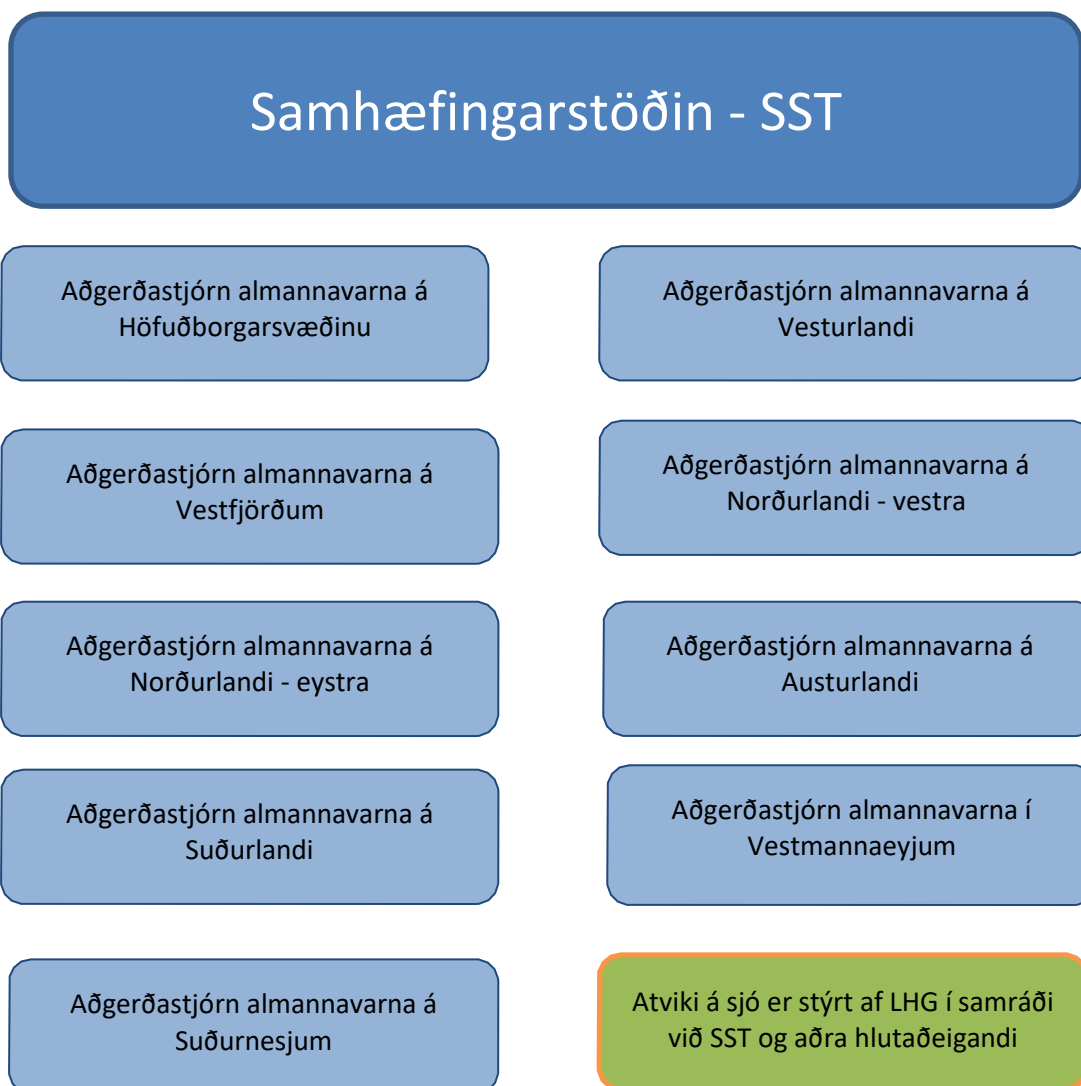 Samhæfingarstöðin - SST
Aðgerðastjórn almannavarna á
Höfuðborgarsvæðinu
Aðgerðastjórn almannavarna á
Vesturlandi
Aðgerðastjórn almannavarna á
Vestfjörðum
Aðgerðastjórn almannavarna á
Norðurlandi - vestra
Aðgerðastjórn almannavarna á
Norðurlandi - eystra
Aðgerðastjórn almannavarna á
Austurlandi
Aðgerðastjórn almannavarna á
Suðurlandi
Aðgerðastjórn almannavarna í
Vestmannaeyjum
Aðgerðastjórn almannavarna á
Suðurnesjum
Atviki á sjó er stýrt af LHG í samráði
við SST og aðra hlutaðeigandi